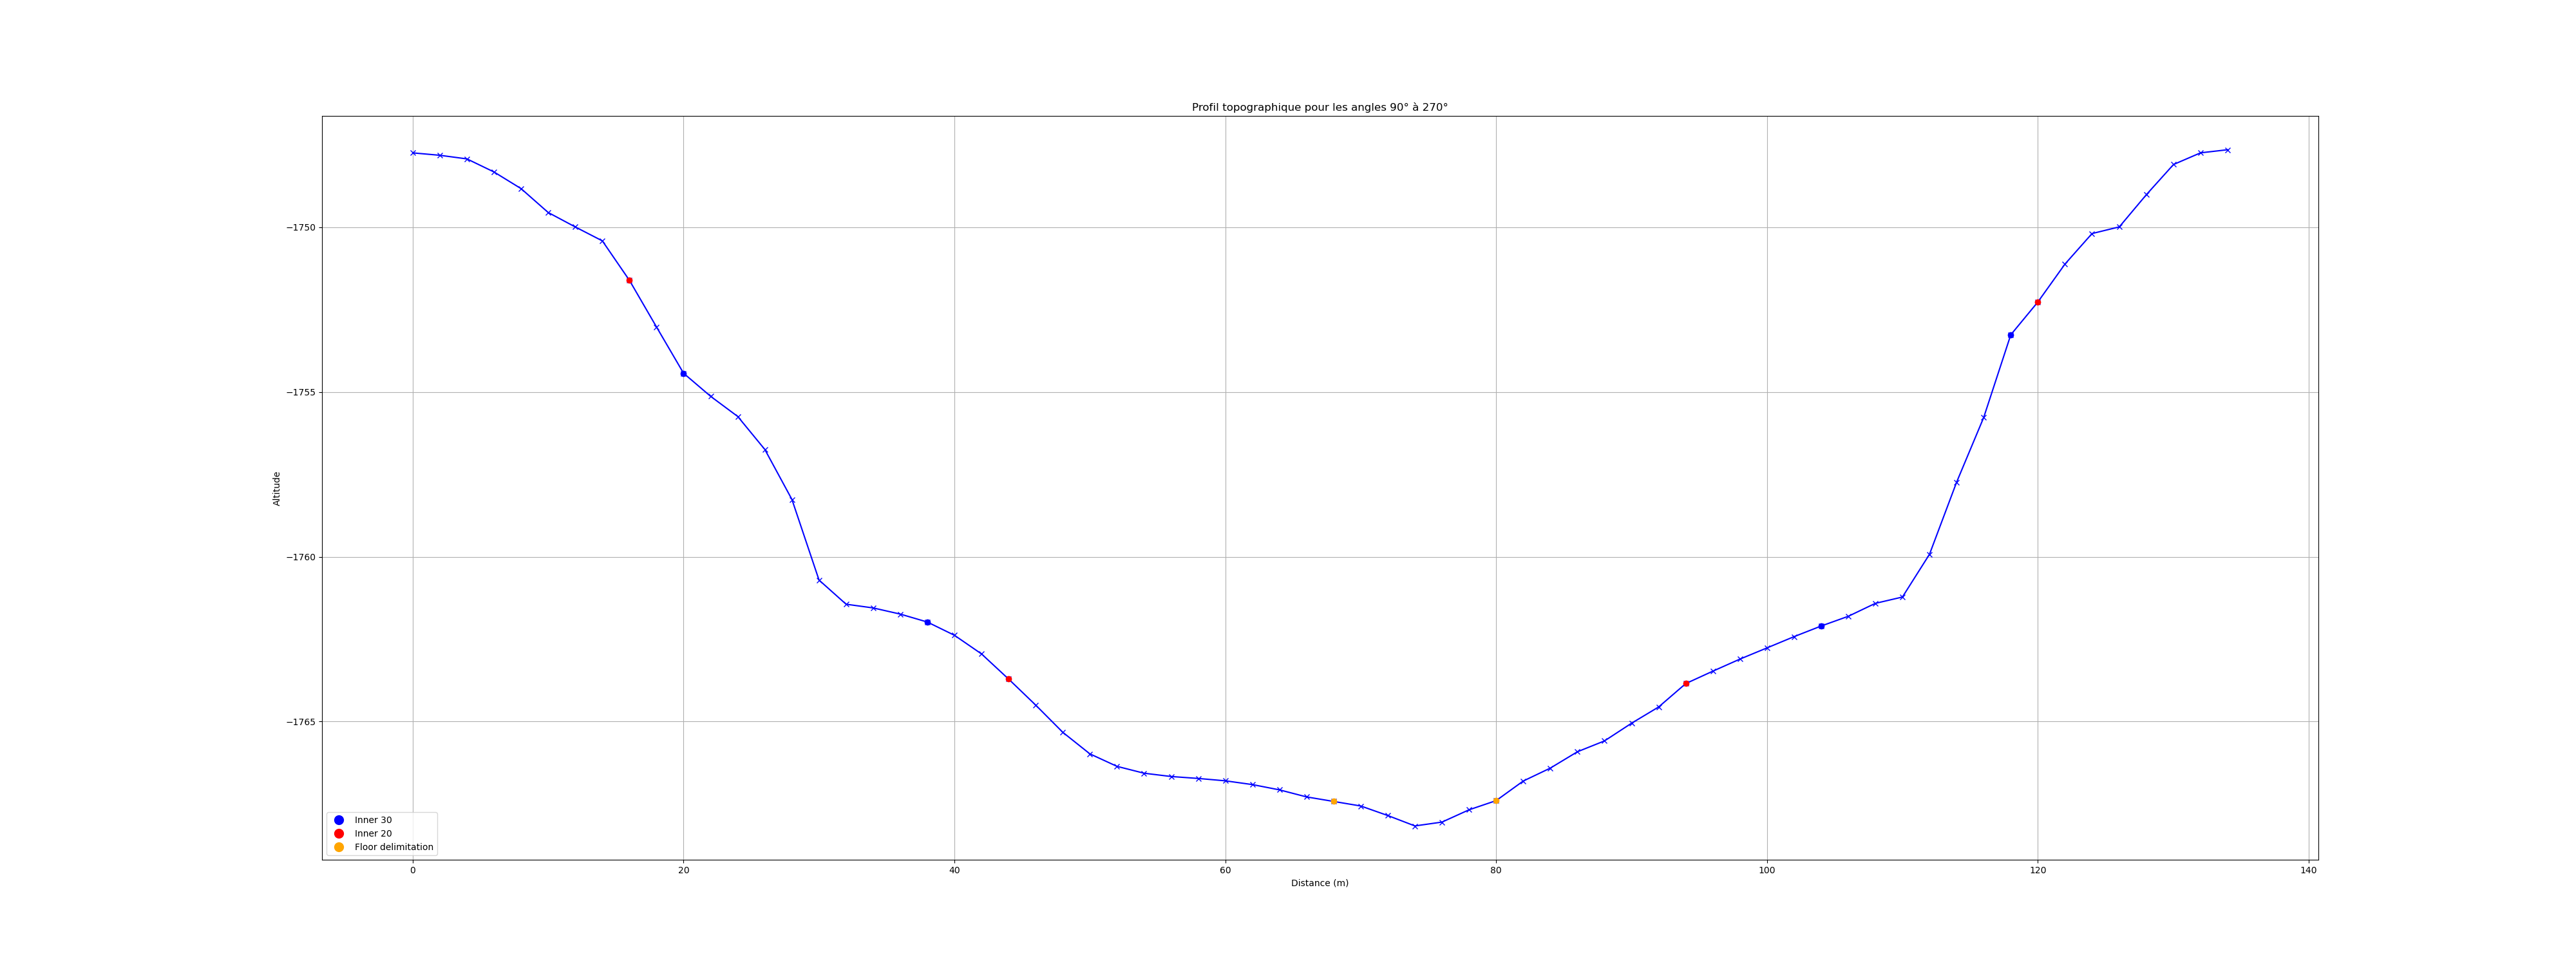 Profil topographique pour les angles 90° à 270°
Altitude
−1750
−1755
−1760
−1765
Inner 30
Inner 20
Floor delimitation
0
20
40
60
80
100
120
140
Distance (m)